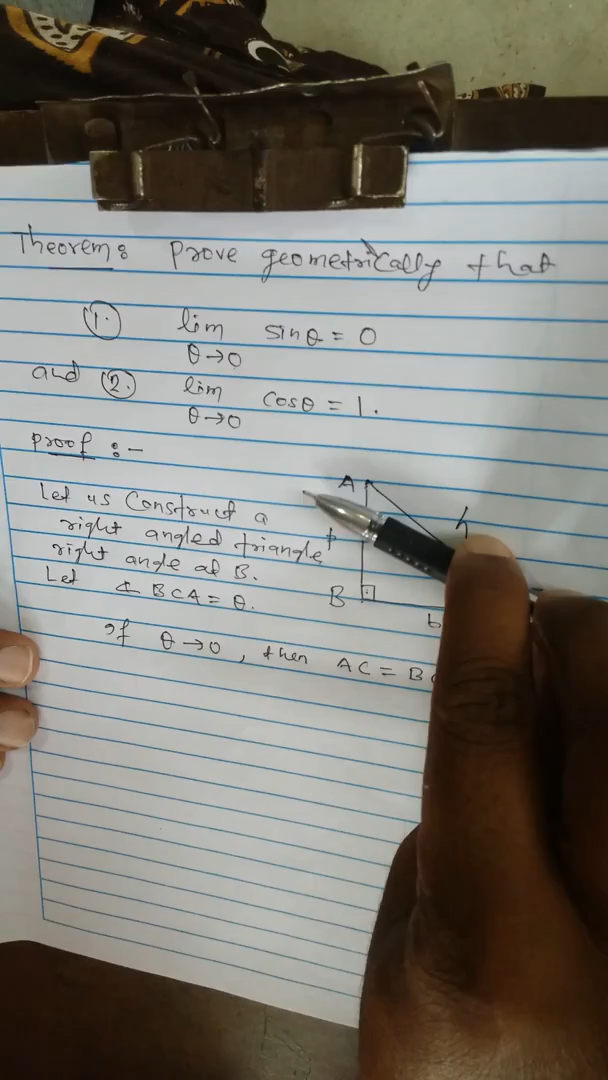 Theorem: Prove geometrically that
① lim sinθ = 0
θ→0
and ② lim cosθ = 1.
θ→0
Proof :-
Let us Construct a
right angled triangle
right angle at B.
Let ∠ BCA = θ.
If θ→0, then AC = B
A
h
p
B
b